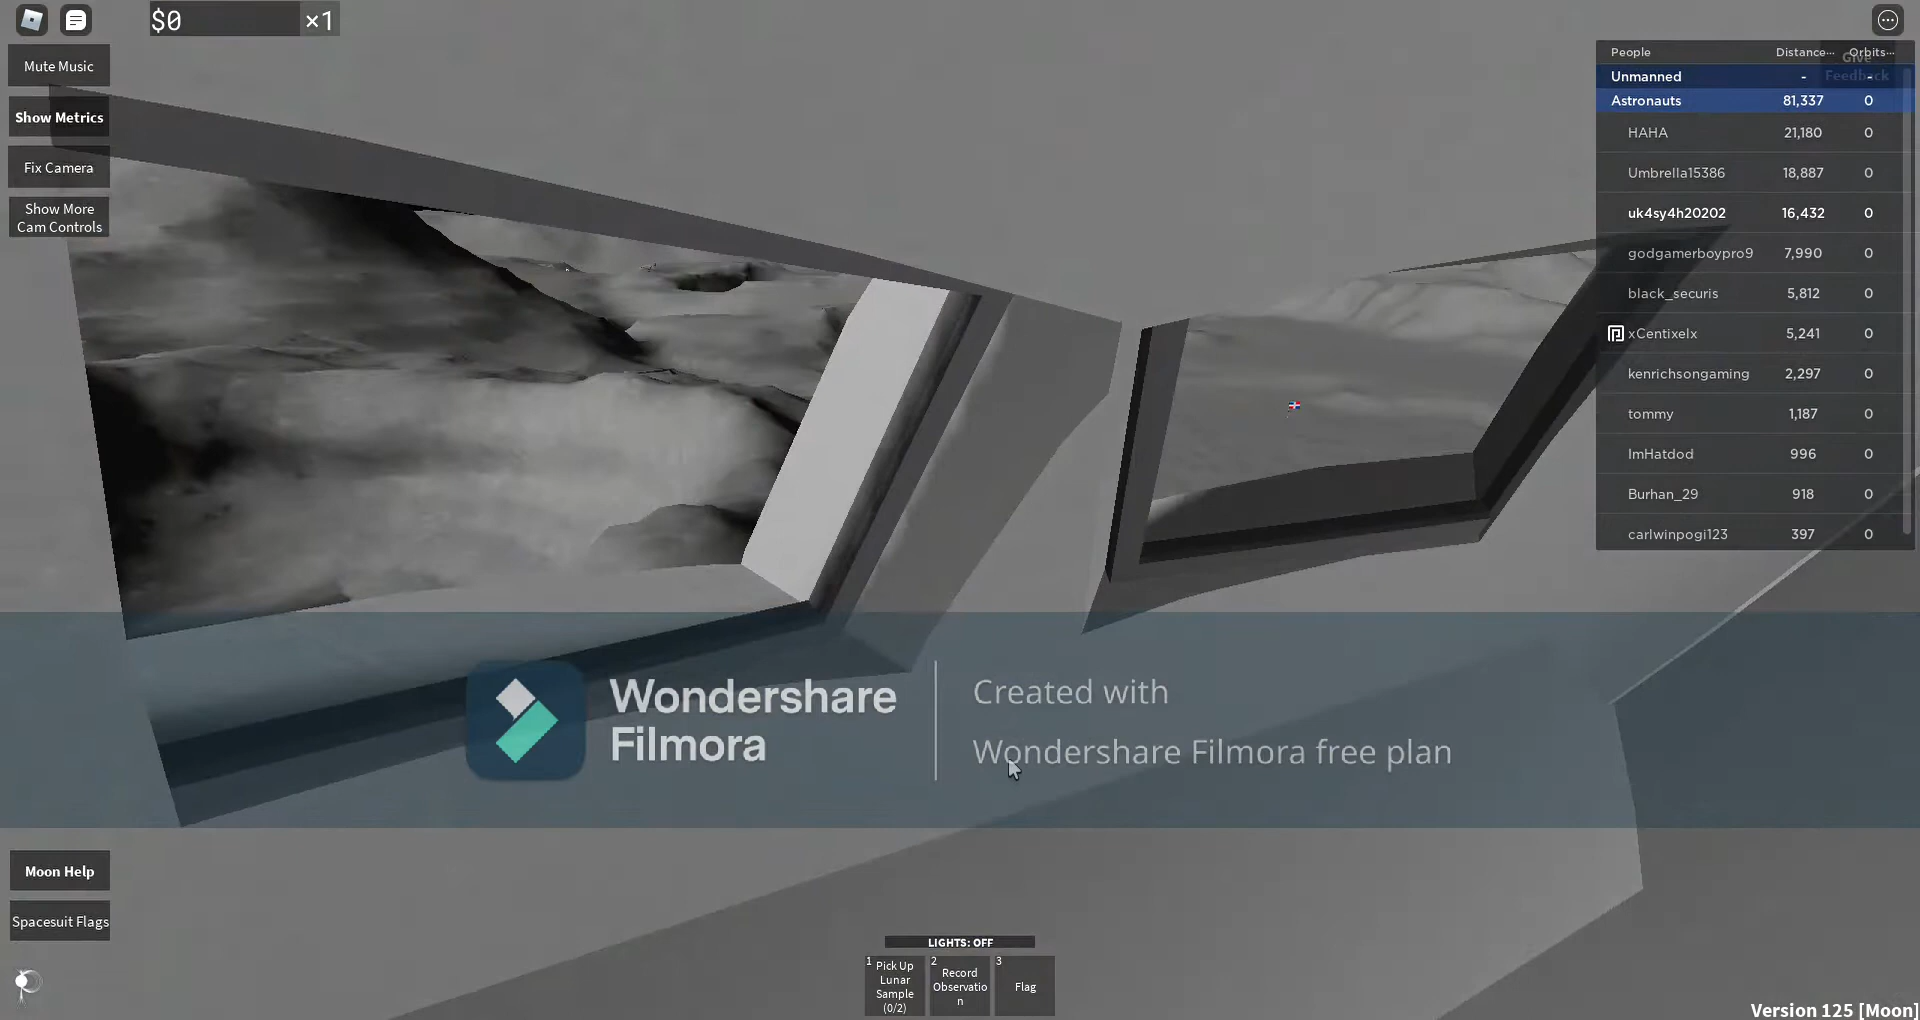 $0 ×1
Mute Music
Show Metrics
Fix Camera
Show More
Cam Controls
People Distance··· Orbits···
Give
Feedback
Unmanned - -
Astronauts 81,337 0
HAHA 21,180 0
Umbrella15386 18,887 0
uk4sy4h20202 16,432 0
godgamerboypro9 7,990 0
black_securis 5,812 0
xCentixelx 5,241 0
kenrichsongaming 2,297 0
tommy 1,187 0
ImHatdod 996 0
Burhan_29 918 0
carlwinpogi123 397 0
Wondershare
Filmora
Created with
Wondershare Filmora free plan
Moon Help
Spacesuit Flags
LIGHTS: OFF
1 Pick Up
Lunar
Sample
(0/2)
2 Record
Observatio
n
3 Flag
Version 125 [Moon]